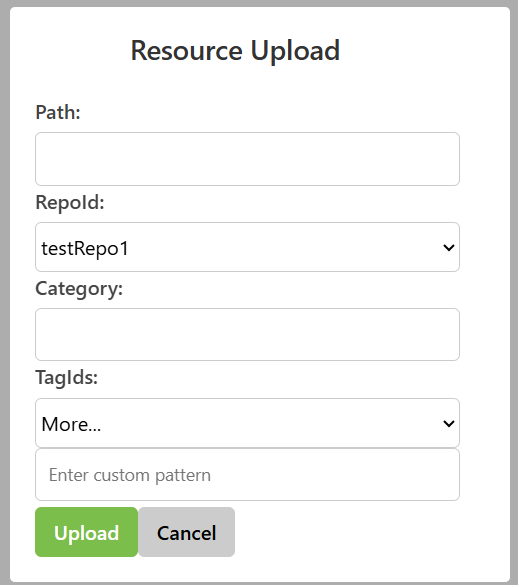 Resource Upload
Path:
RepoId:
testRepo1
Category:
TagIds:
More...
Enter custom pattern
Upload Cancel